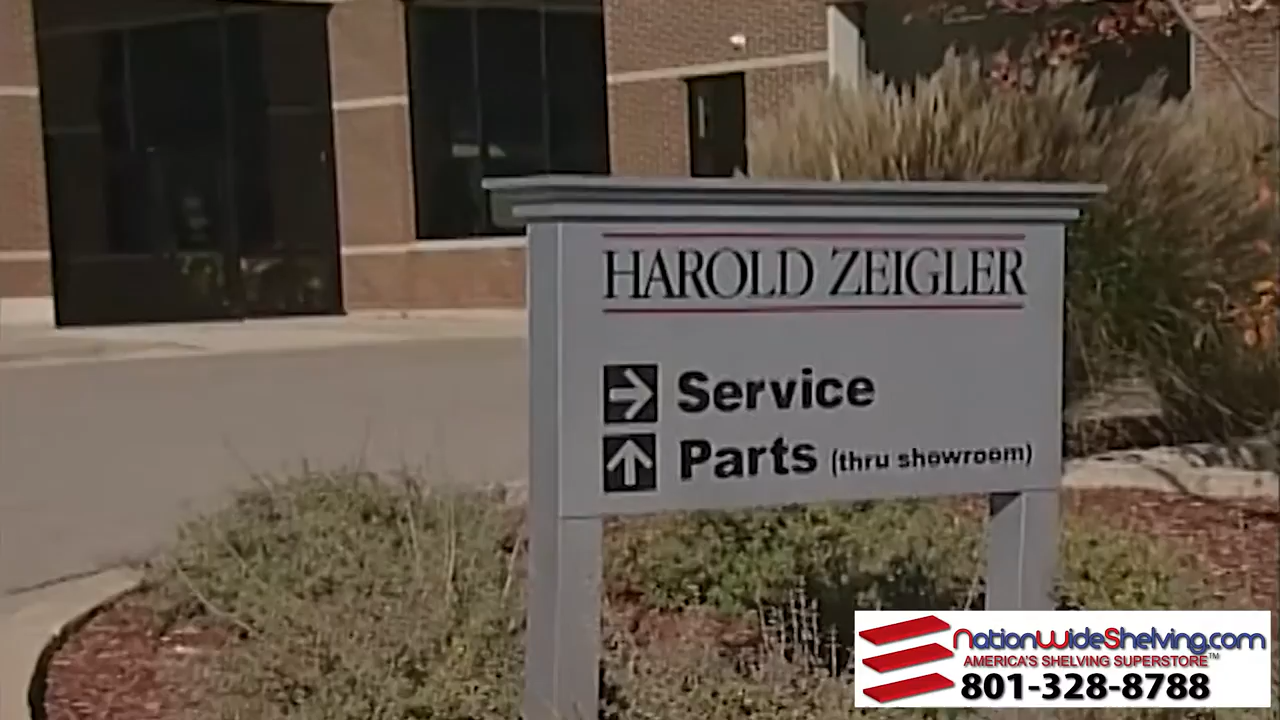 HAROLD ZEIGLER
Service
Parts (thru showroom)
NationWideShelving.com
AMERICA'S SHELVING SUPERSTORE™
801-328-8788